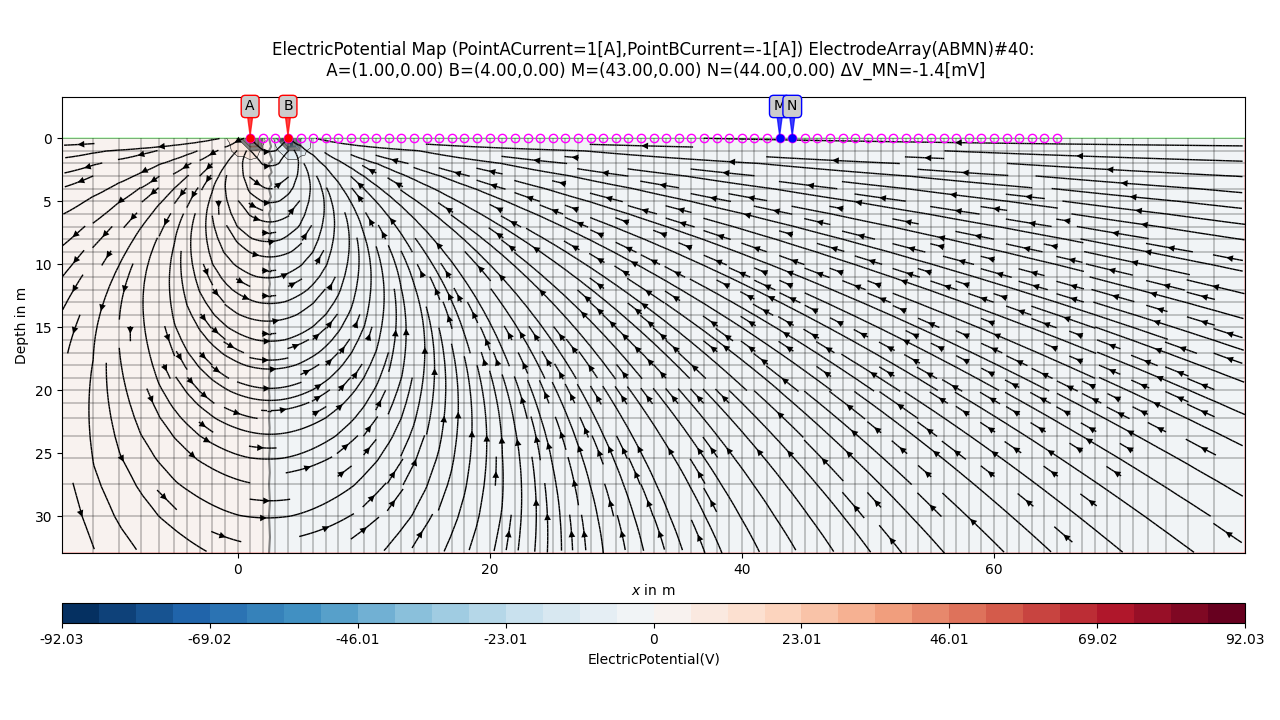 ElectricPotential Map (PointACurrent=1[A],PointBCurrent=-1[A]) ElectrodeArray(ABMN)#40:
A=(1.00,0.00) B=(4.00,0.00) M=(43.00,0.00) N=(44.00,0.00) ΔV_MN=-1.4[mV]
A B M N
0
5
10
15
20
25
30
Depth in m
0 20 40 60
x in m
-92.03 -69.02 -46.01 -23.01 0 23.01 46.01 69.02 92.03
ElectricPotential(V)